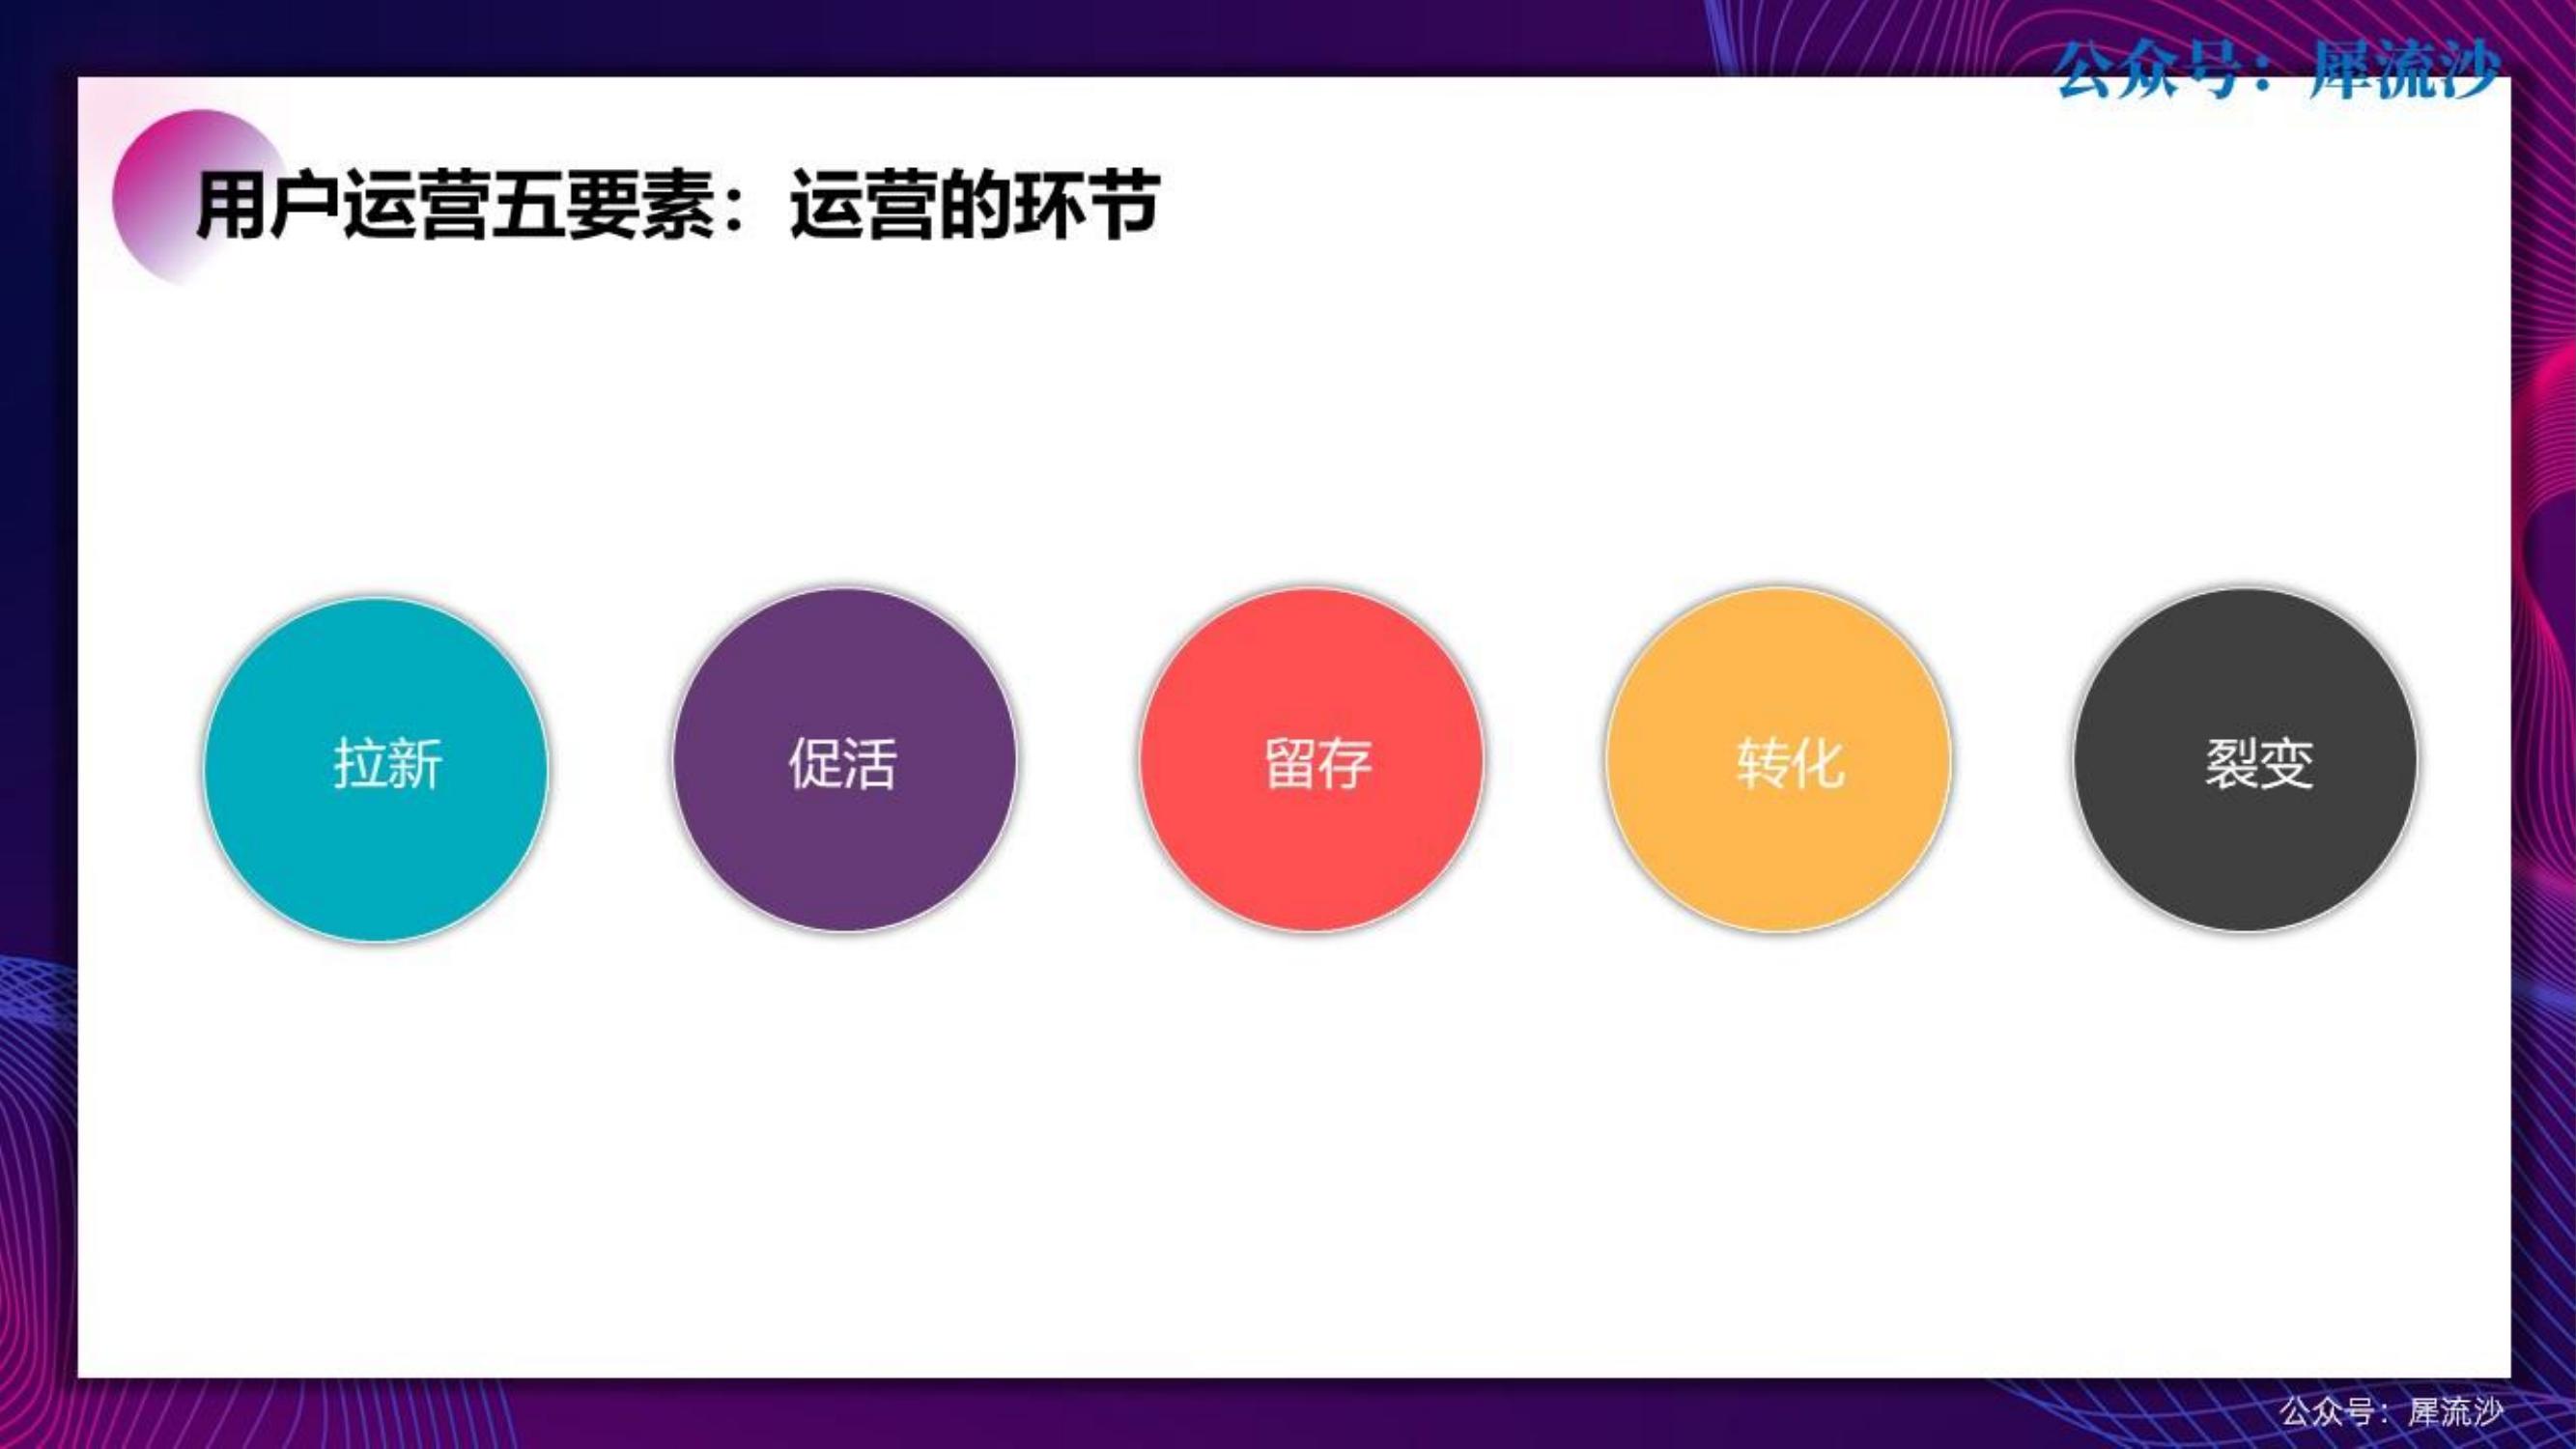 公众号：犀流沙
用户运营五要素：运营的环节
拉新
促活
留存
转化
裂变
公众号：犀流沙